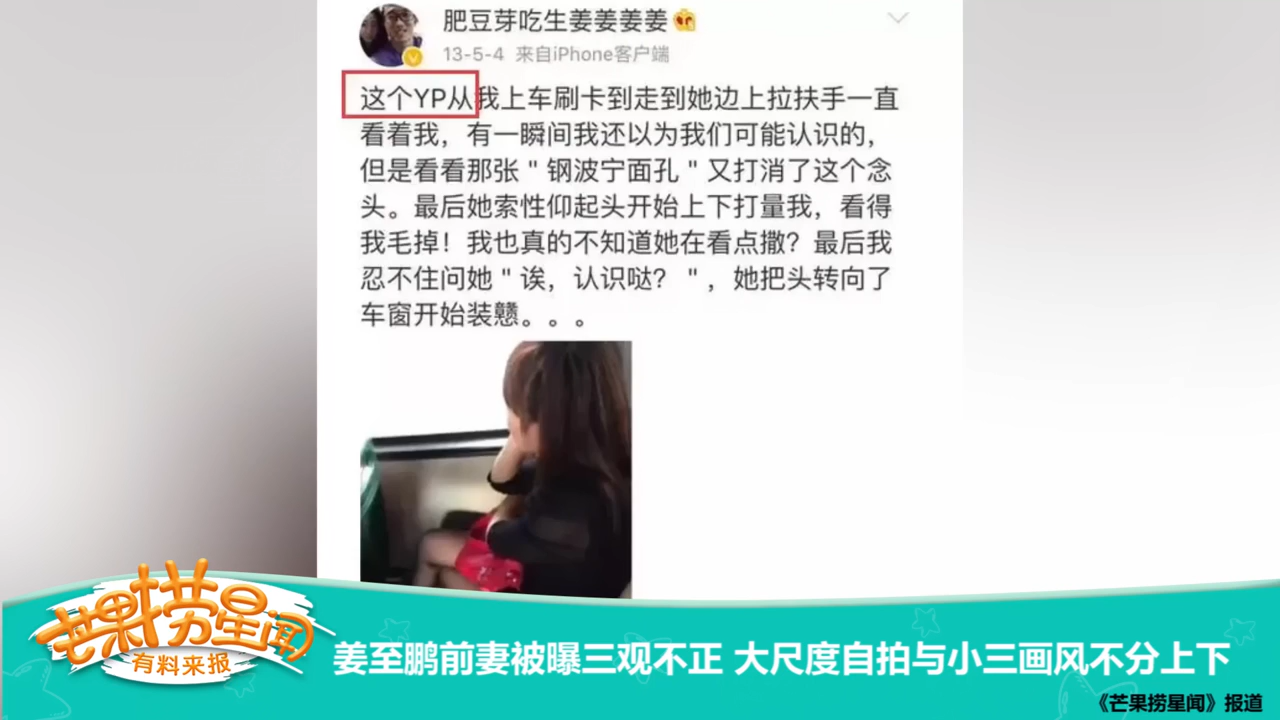 肥豆芽吃生姜姜姜姜
13-5-4 来自iPhone客户端
这个YP从我上车刷卡到走到她边上拉扶手一直
看着我，有一瞬间我还以为我们可能认识的，
但是看看那张＂钢波宁面孔＂又打消了这个念
头。最后她索性仰起头开始上下打量我，看得
我毛掉！我也真的不知道她在看点撒？最后我
忍不住问她＂诶，认识哒？＂，她把头转向了
车窗开始装戆。。。
芒果捞星闻
有料来报
姜至鹏前妻被曝三观不正 大尺度自拍与小三画风不分上下
《芒果捞星闻》报道